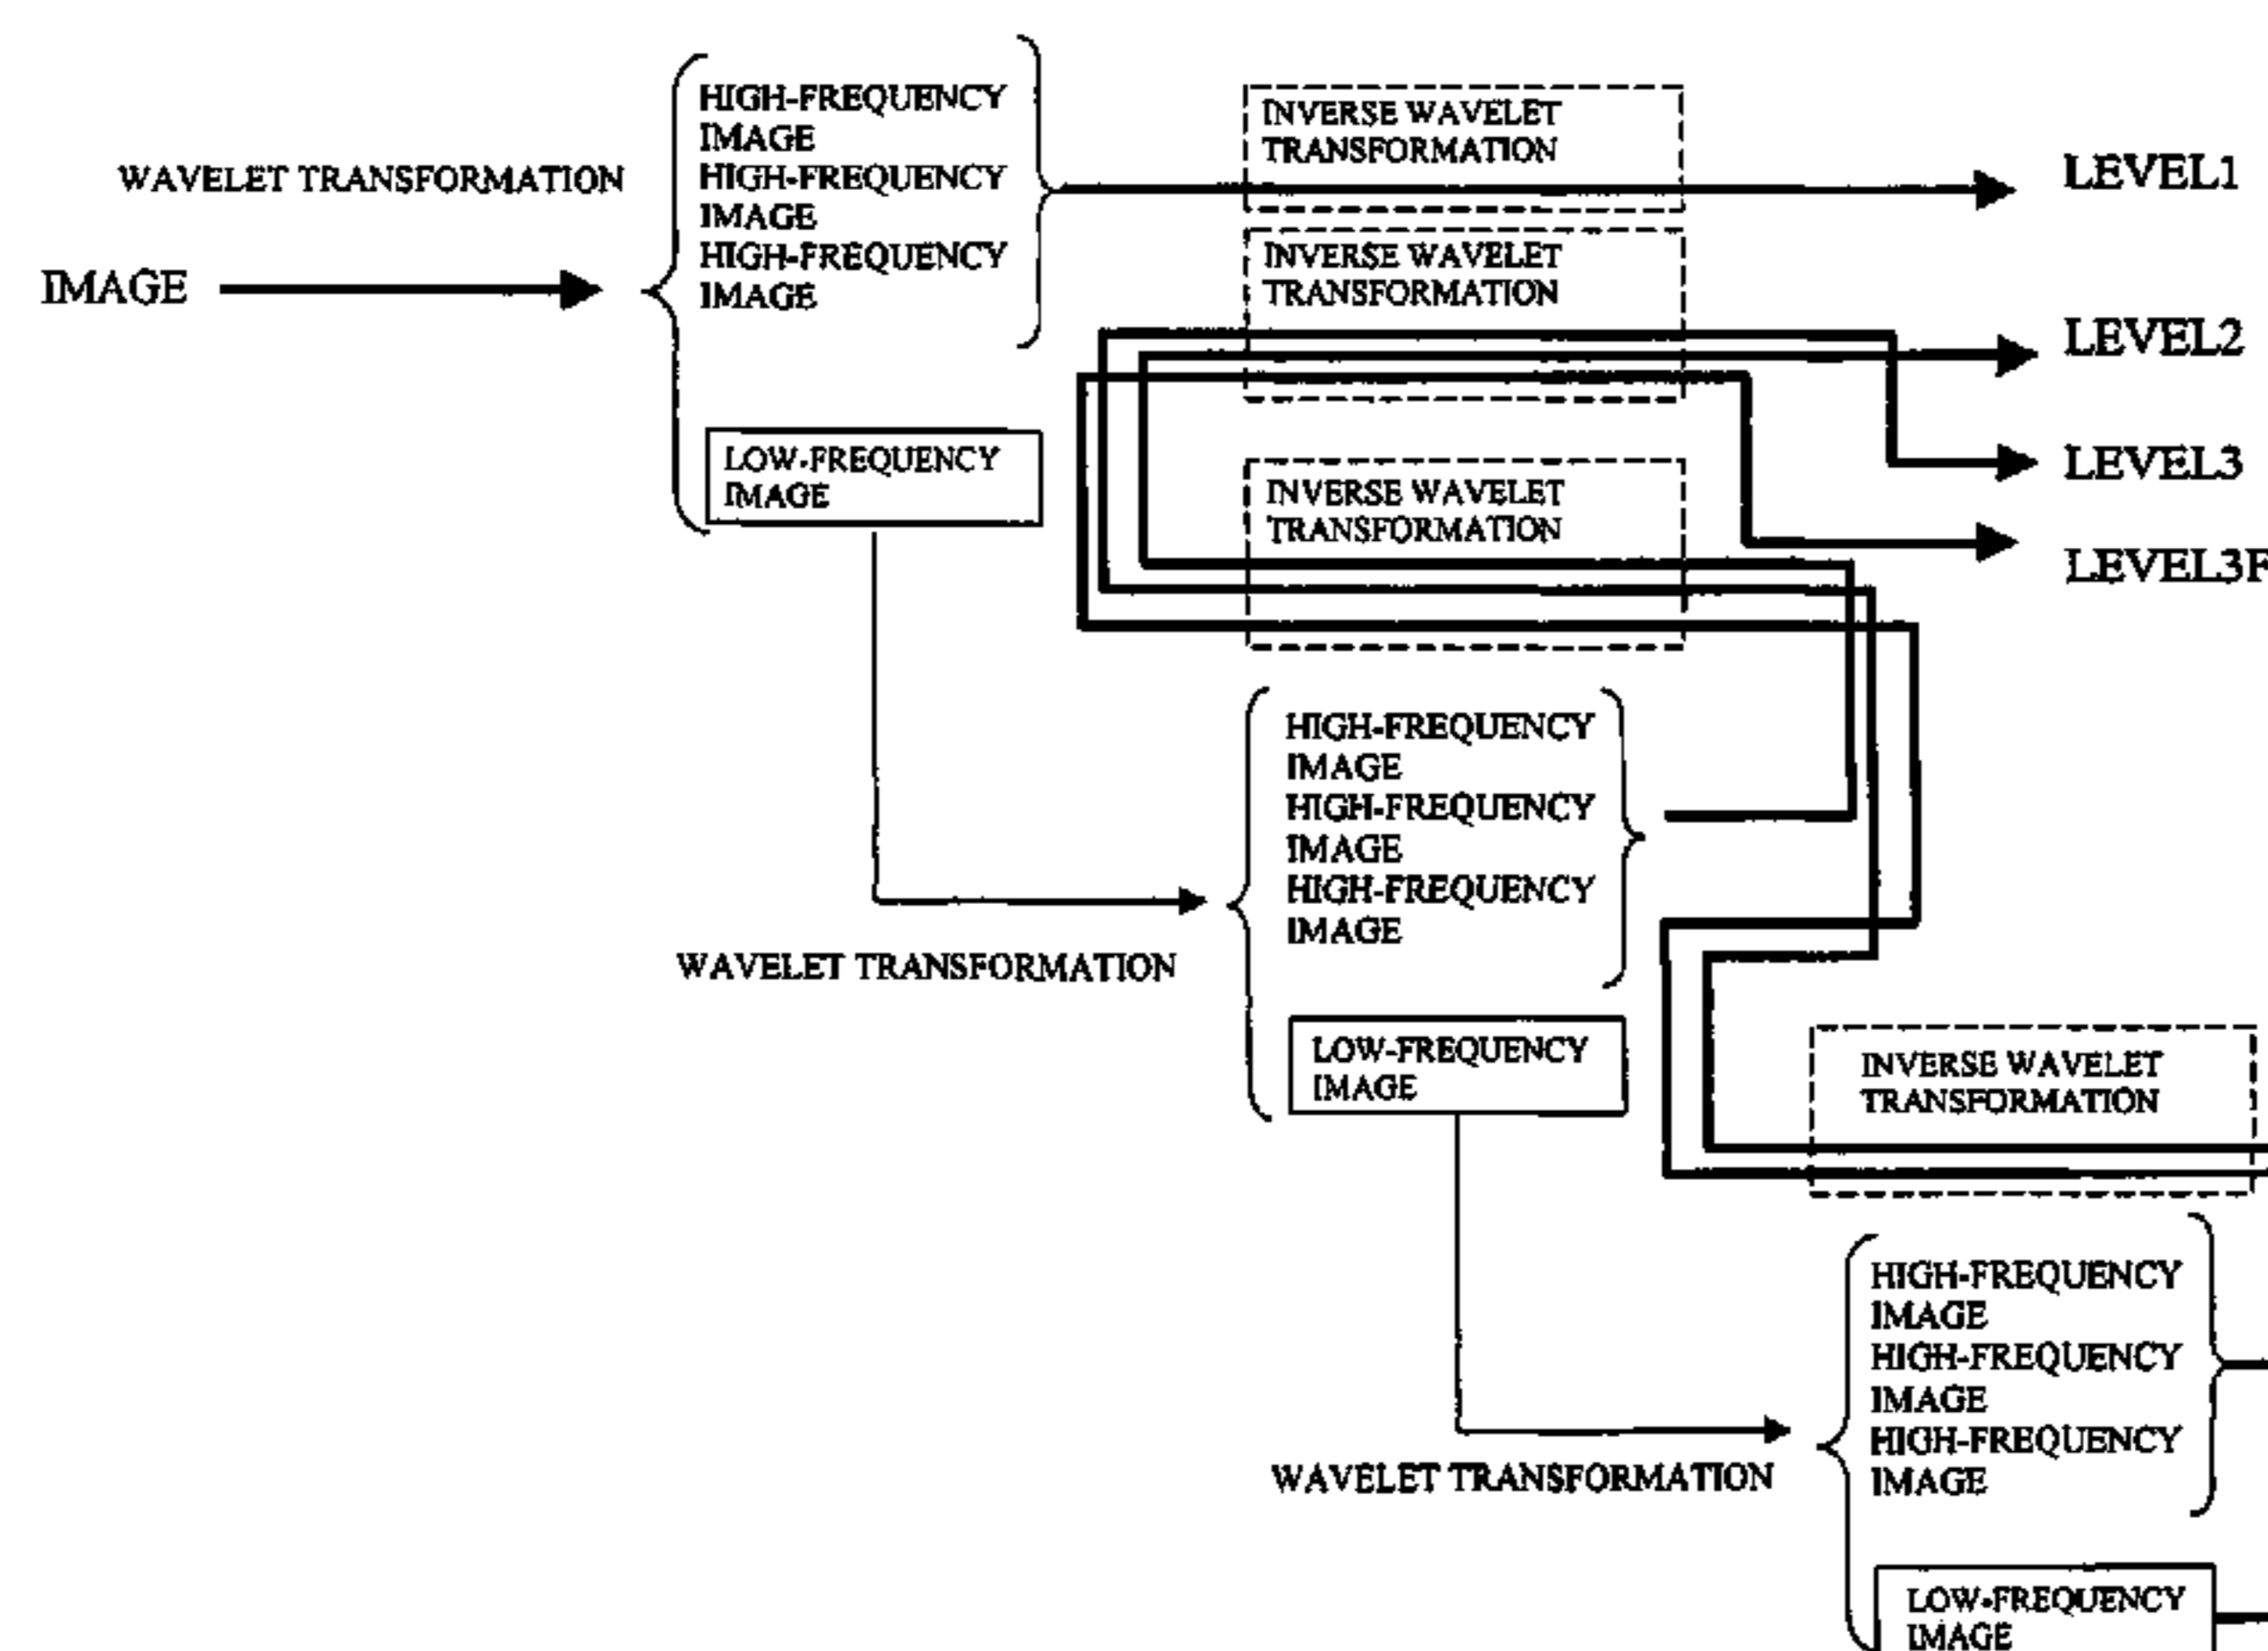 HIGH-FREQUENCY
IMAGE
HIGH-FREQUENCY
IMAGE
HIGH-FREQUENCY
IMAGE
WAVELET TRANSFORMATION
IMAGE
LOW-FREQUENCY
IMAGE
INVERSE WAVELET
TRANSFORMATION
INVERSE WAVELET
TRANSFORMATION
INVERSE WAVELET
TRANSFORMATION
LEVEL1
LEVEL2
LEVEL3
LEVEL3F
HIGH-FREQUENCY
IMAGE
HIGH-FREQUENCY
IMAGE
HIGH-FREQUENCY
IMAGE
WAVELET TRANSFORMATION
LOW-FREQUENCY
IMAGE
INVERSE WAVELET
TRANSFORMATION
HIGH-FREQUENCY
IMAGE
HIGH-FREQUENCY
IMAGE
HIGH-FREQUENCY
IMAGE
WAVELET TRANSFORMATION
LOW-FREQUENCY
IMAGE